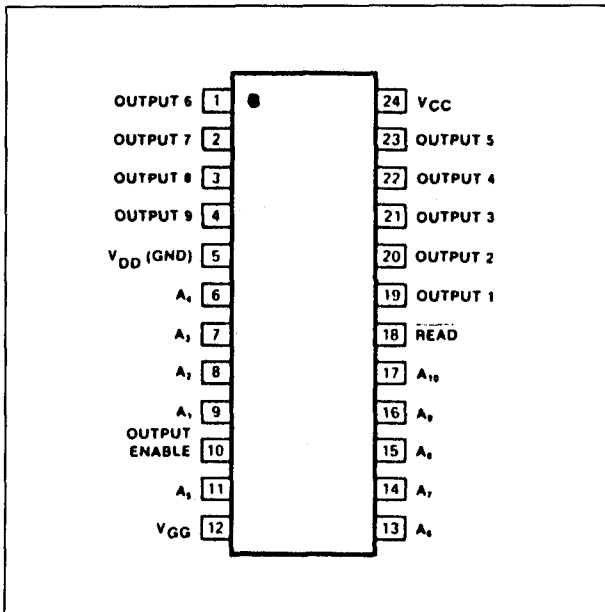 OUTPUT 6 1
OUTPUT 7 2
OUTPUT 8 3
OUTPUT 9 4
VDD (GND) 5
A4 6
A3 7
A2 8
A1 9
OUTPUT
ENABLE 10
A5 11
VGG 12
24 VCC
23 OUTPUT 5
22 OUTPUT 4
21 OUTPUT 3
20 OUTPUT 2
19 OUTPUT 1
18 READ
17 A10
16 A9
15 A8
14 A7
13 A6